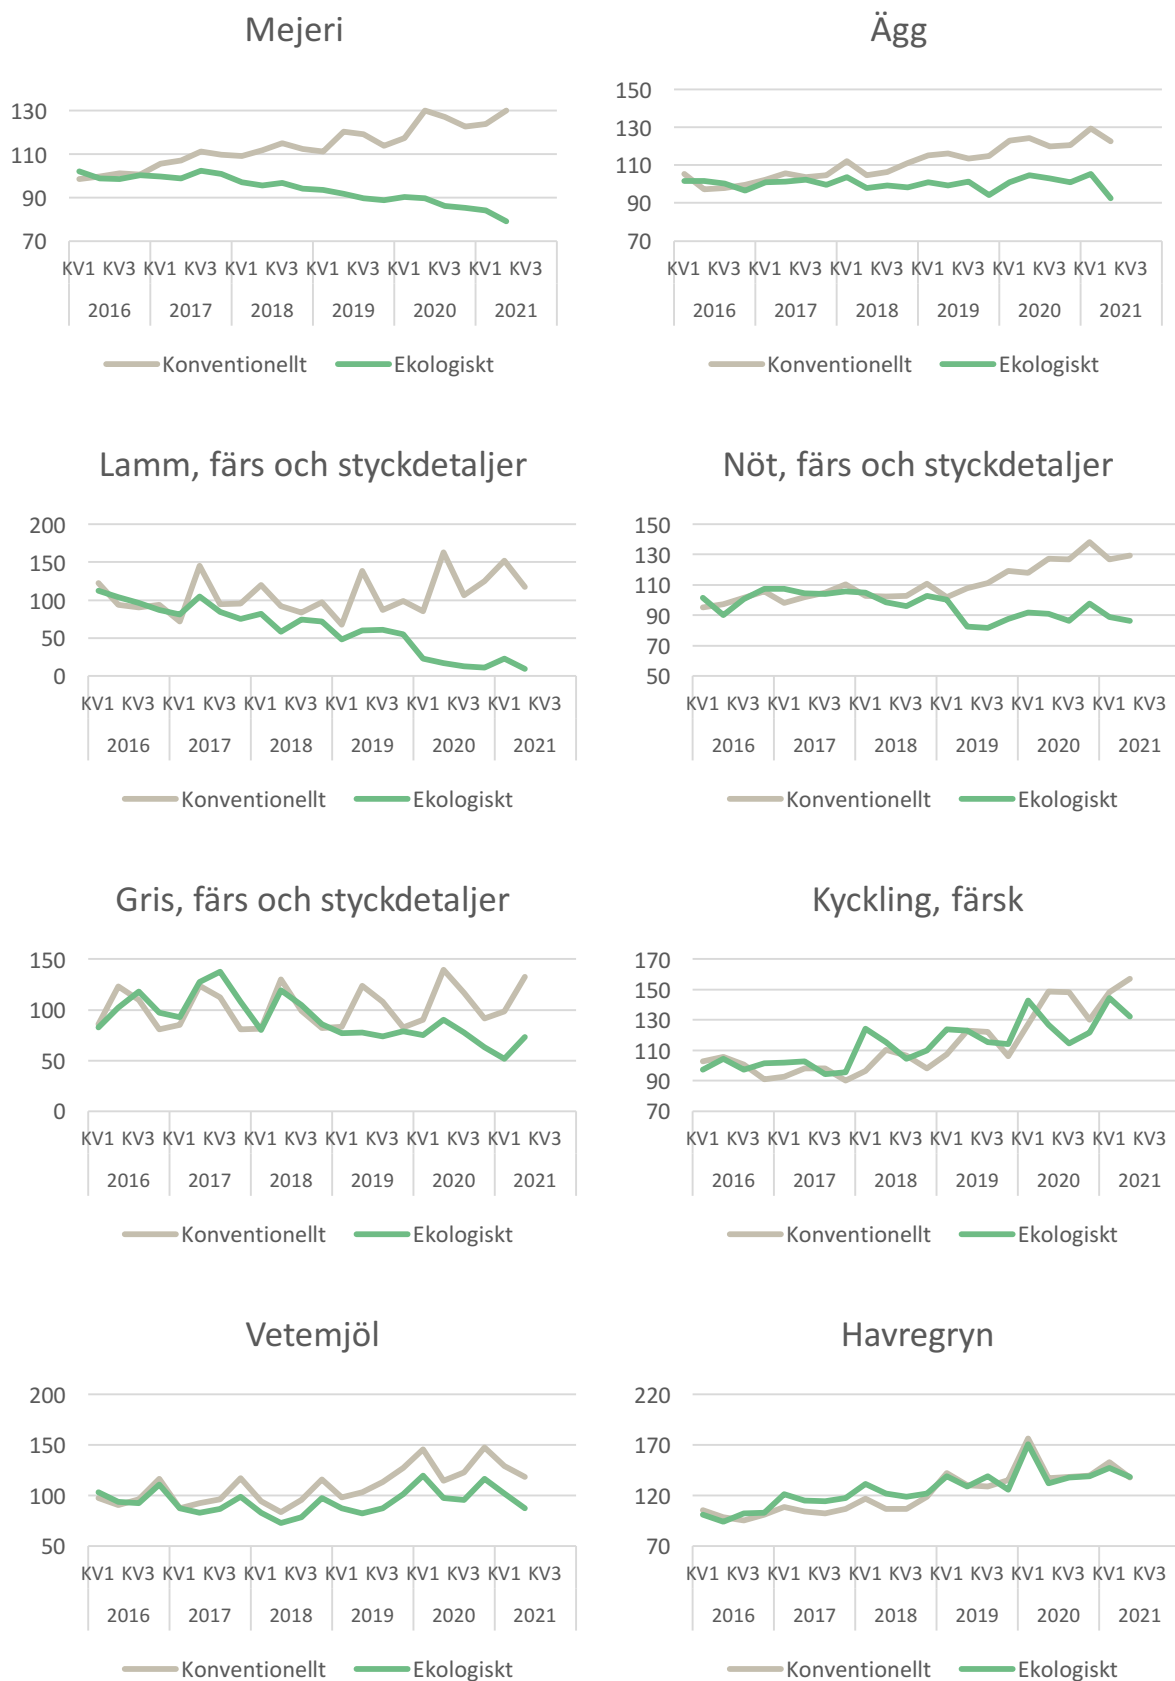 Mejeri
130
110
90
70
KV1 KV3 KV1 KV3 KV1 KV3 KV1 KV3 KV1 KV3 KV1 KV3
2016 2017 2018 2019 2020 2021
Konventionellt Ekologiskt
Ägg
150
130
110
90
70
KV1 KV3 KV1 KV3 KV1 KV3 KV1 KV3 KV1 KV3 KV1 KV3
2016 2017 2018 2019 2020 2021
Konventionellt Ekologiskt
Lamm, färs och styckdetaljer
200
150
100
50
0
KV1 KV3 KV1 KV3 KV1 KV3 KV1 KV3 KV1 KV3 KV1 KV3
2016 2017 2018 2019 2020 2021
Konventionellt Ekologiskt
Nöt, färs och styckdetaljer
150
130
110
90
70
50
KV1 KV3 KV1 KV3 KV1 KV3 KV1 KV3 KV1 KV3 KV1 KV3
2016 2017 2018 2019 2020 2021
Konventionellt Ekologiskt
Gris, färs och styckdetaljer
150
100
50
0
KV1 KV3 KV1 KV3 KV1 KV3 KV1 KV3 KV1 KV3 KV1 KV3
2016 2017 2018 2019 2020 2021
Konventionellt Ekologiskt
Kyckling, färsk
170
150
130
110
90
70
KV1 KV3 KV1 KV3 KV1 KV3 KV1 KV3 KV1 KV3 KV1 KV3
2016 2017 2018 2019 2020 2021
Konventionellt Ekologiskt
Vetemjöl
200
150
100
50
KV1 KV3 KV1 KV3 KV1 KV3 KV1 KV3 KV1 KV3 KV1 KV3
2016 2017 2018 2019 2020 2021
Konventionellt Ekologiskt
Havregryn
220
170
120
70
KV1 KV3 KV1 KV3 KV1 KV3 KV1 KV3 KV1 KV3 KV1 KV3
2016 2017 2018 2019 2020 2021
Konventionellt Ekologiskt